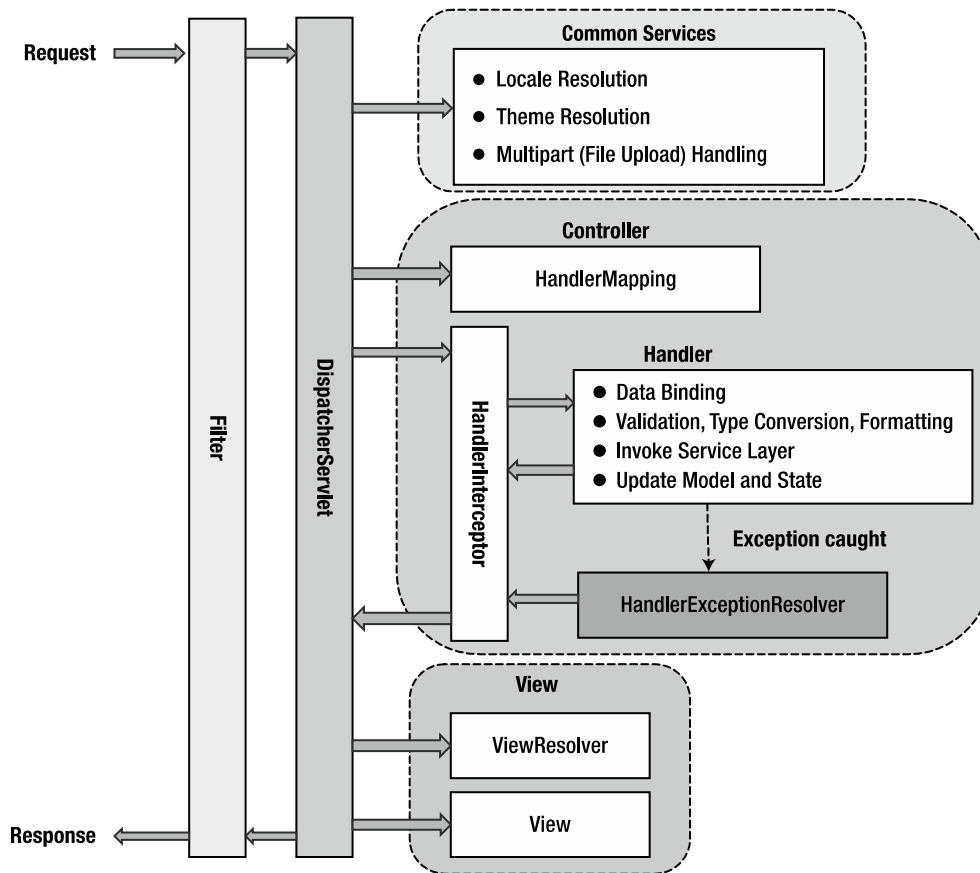 Request
Common Services
● Locale Resolution
● Theme Resolution
● Multipart (File Upload) Handling
Controller
HandlerMapping
Filter
DispatcherServlet
HandlerInterceptor
Handler
● Data Binding
● Validation, Type Conversion, Formatting
● Invoke Service Layer
● Update Model and State
Exception caught
HandlerExceptionResolver
View
ViewResolver
View
Response